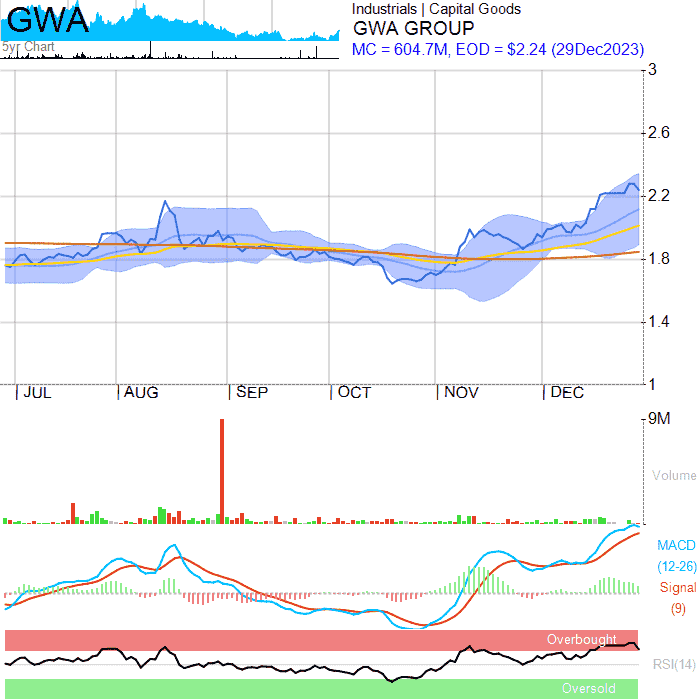 GWA
5yr Chart
Industrials | Capital Goods
GWA GROUP
MC = 604.7M, EOD = $2.24 (29Dec2023)
3
2.6
2.2
1.8
1.4
1
JUL AUG SEP OCT NOV DEC
9M
Volume
MACD
(12-26)
Signal
(9)
Overbought
RSI(14)
Oversold